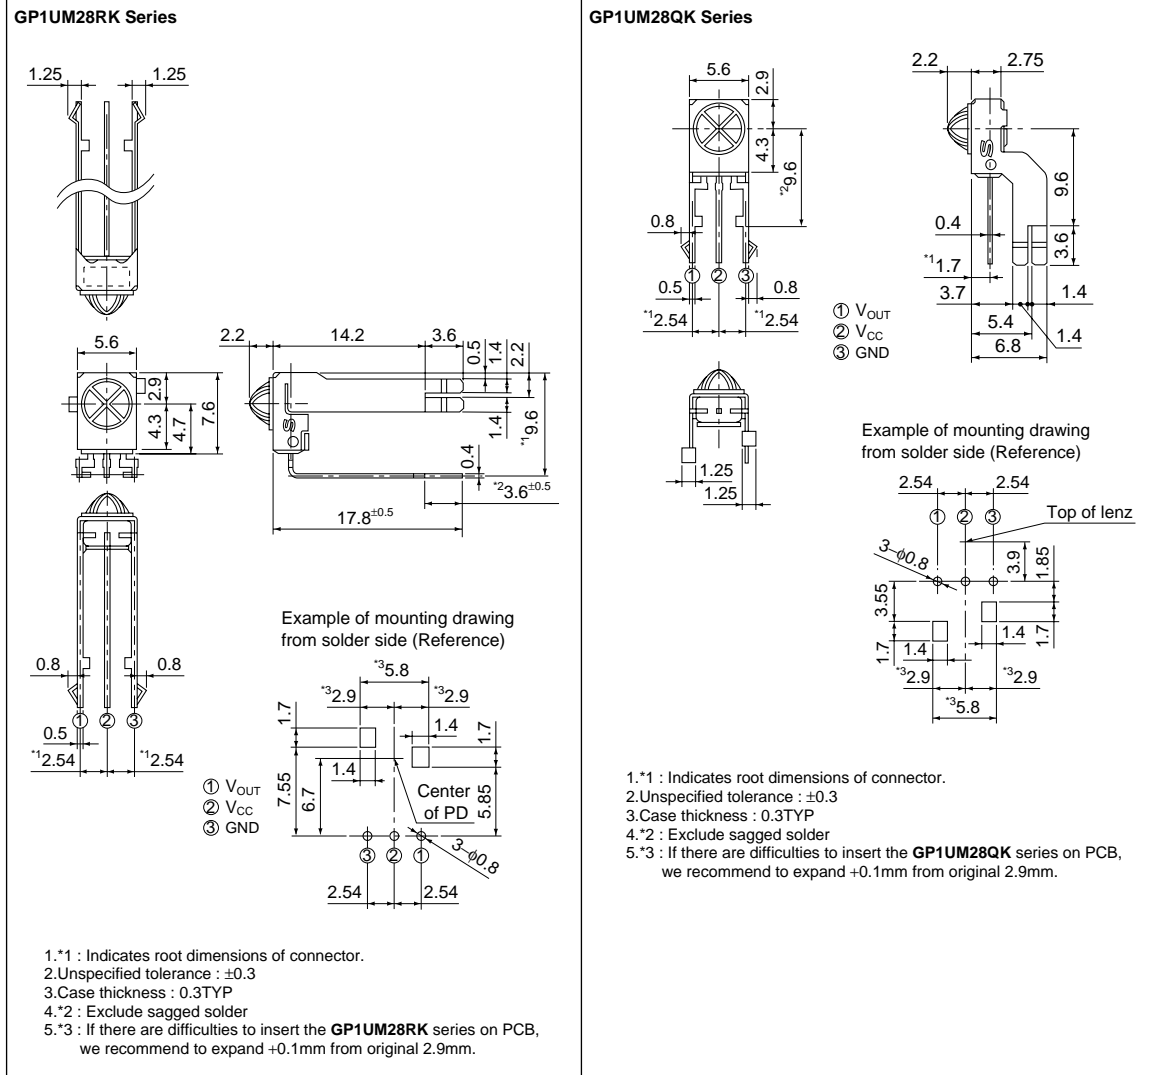 GP1UM28RK Series
1.25
1.25
5.6
2.9
7.6
4.3
4.7
2.2
14.2
3.6
0.5
1.4
2.2
1.4
*19.6
0.4
*23.6±0.5
17.8±0.5
0.8
0.8
① ② ③
0.5
*12.54
*12.54
① VOUT
② VCC
③ GND
Example of mounting drawing
from solder side (Reference)
*35.8
*32.9
*32.9
1.7
1.4
1.7
1.4
7.55
6.7
Center
of PD
5.85
3–φ0.8
③ ② ①
2.54
2.54
1.*1 : Indicates root dimensions of connector.
2.Unspecified tolerance : ±0.3
3.Case thickness : 0.3TYP
4.*2 : Exclude sagged solder
5.*3 : If there are difficulties to insert the GP1UM28RK series on PCB,
we recommend to expand +0.1mm from original 2.9mm.
GP1UM28QK Series
5.6
2.9
4.3
*29.6
0.8
① ② ③
0.5
0.8
*12.54
*12.54
2.2
2.75
S
9.6
0.4
3.6
*11.7
3.7
1.4
5.4
1.4
6.8
① VOUT
② VCC
③ GND
1.25
1.25
Example of mounting drawing
from solder side (Reference)
2.54
2.54
① ② ③
Top of lenz
3–φ0.8
3.9
1.85
3.55
1.7
1.4
1.4
1.7
*32.9
*32.9
*35.8
1.*1 : Indicates root dimensions of connector.
2.Unspecified tolerance : ±0.3
3.Case thickness : 0.3TYP
4.*2 : Exclude sagged solder
5.*3 : If there are difficulties to insert the GP1UM28QK series on PCB,
we recommend to expand +0.1mm from original 2.9mm.